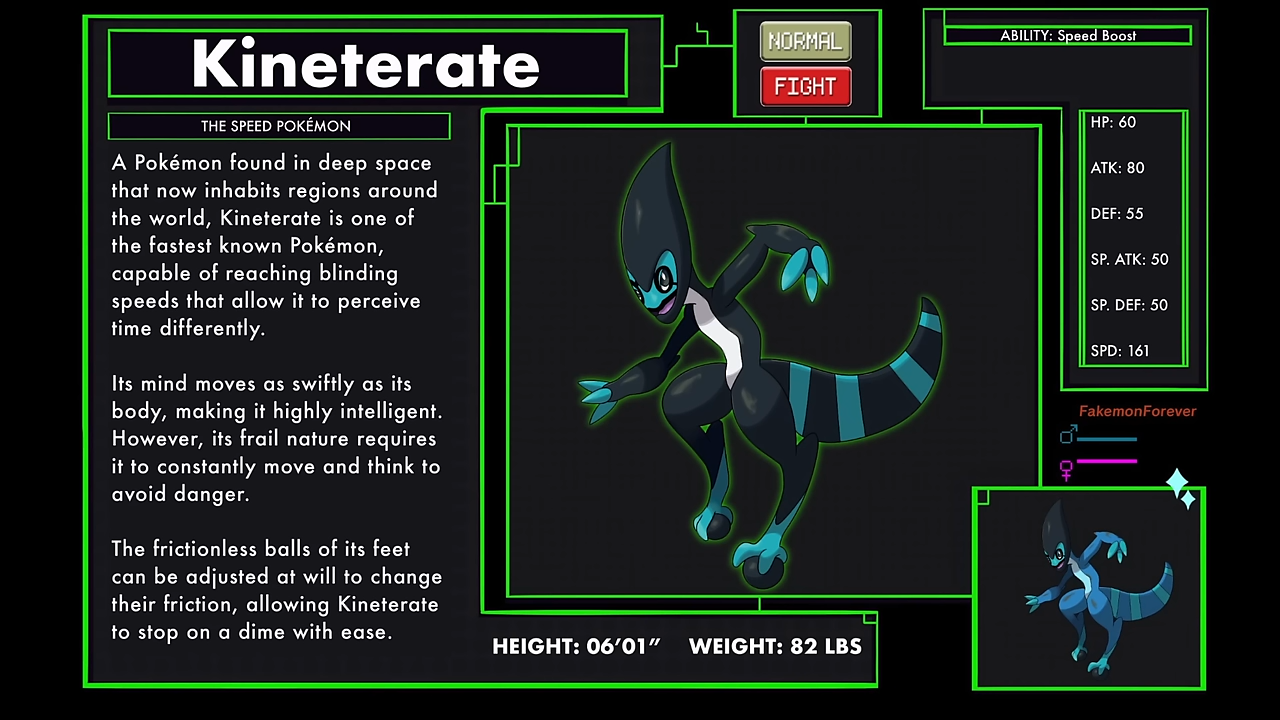 Kineterate
THE SPEED POKÉMON
A Pokémon found in deep space
that now inhabits regions around
the world, Kineterate is one of
the fastest known Pokémon,
capable of reaching blinding
speeds that allow it to perceive
time differently.
Its mind moves as swiftly as its
body, making it highly intelligent.
However, its frail nature requires
it to constantly move and think to
avoid danger.
The frictionless balls of its feet
can be adjusted at will to change
their friction, allowing Kineterate
to stop on a dime with ease.
NORMAL
FIGHT
ABILITY: Speed Boost
HP: 60
ATK: 80
DEF: 55
SP. ATK: 50
SP. DEF: 50
SPD: 161
FakemonForever
♂
♀
HEIGHT: 06’01” WEIGHT: 82 LBS